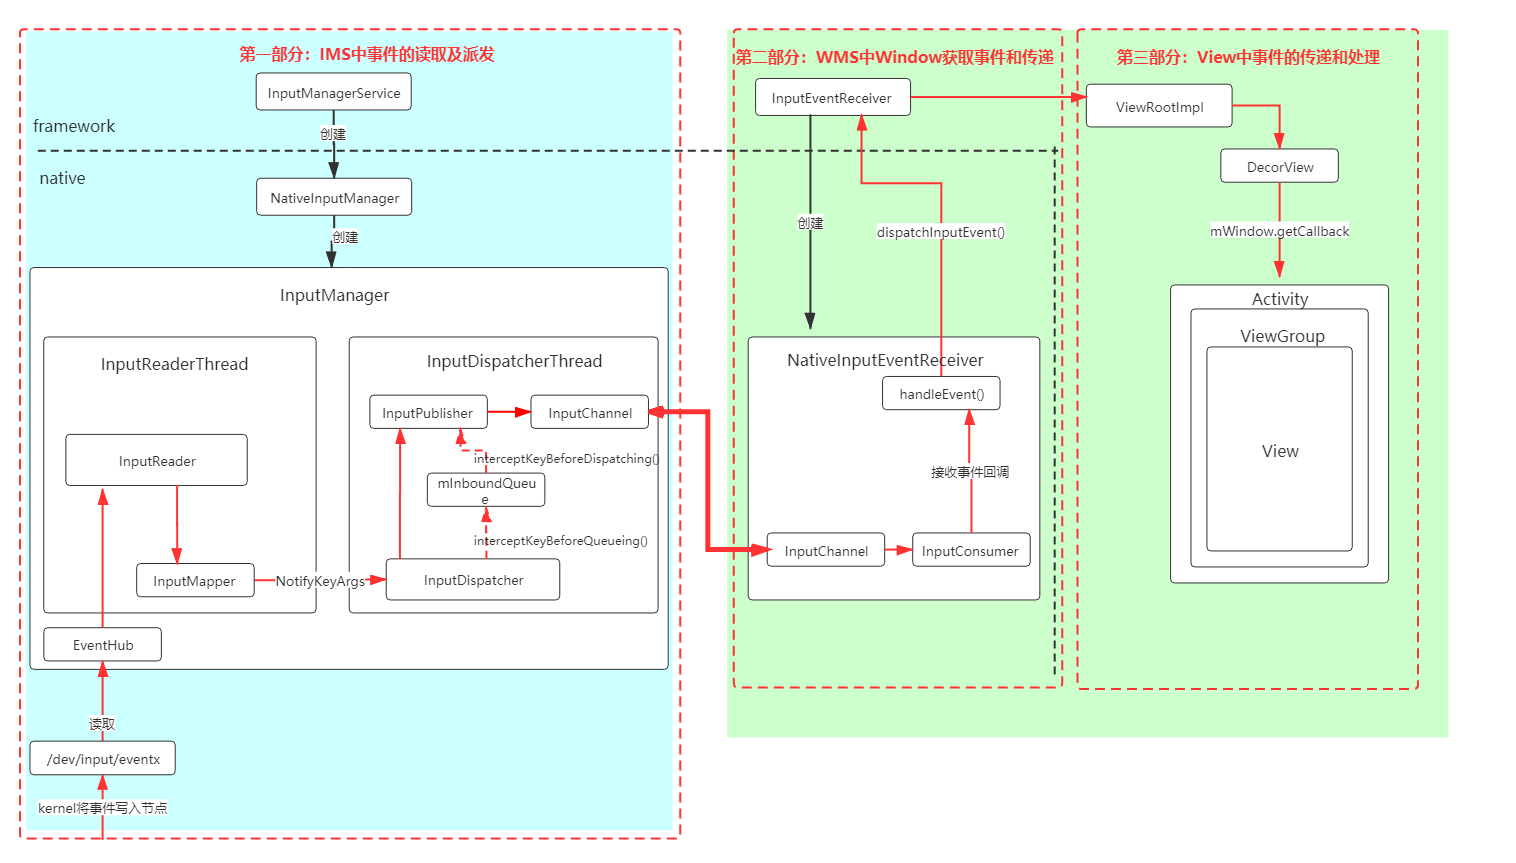 第一部分：IMS中事件的读取及派发
InputManagerService
framework
创建
native
NativeInputManager
创建
InputManager
InputReaderThread
InputReader
InputMapper
NotifyKeyArgs
EventHub
读取
/dev/input/eventx
kernel将事件写入节点
InputDispatcherThread
InputPublisher
InputChannel
interceptKeyBeforeDispatching()
mInboundQueu
e
interceptKeyBeforeQueueing()
InputDispatcher
第二部分：WMS中Window获取事件和传递
InputEventReceiver
创建
dispatchInputEvent()
NativeInputEventReceiver
handleEvent()
接收事件回调
InputChannel
InputConsumer
第三部分：View中事件的传递和处理
ViewRootImpl
DecorView
mWindow.getCallback
Activity
ViewGroup
View